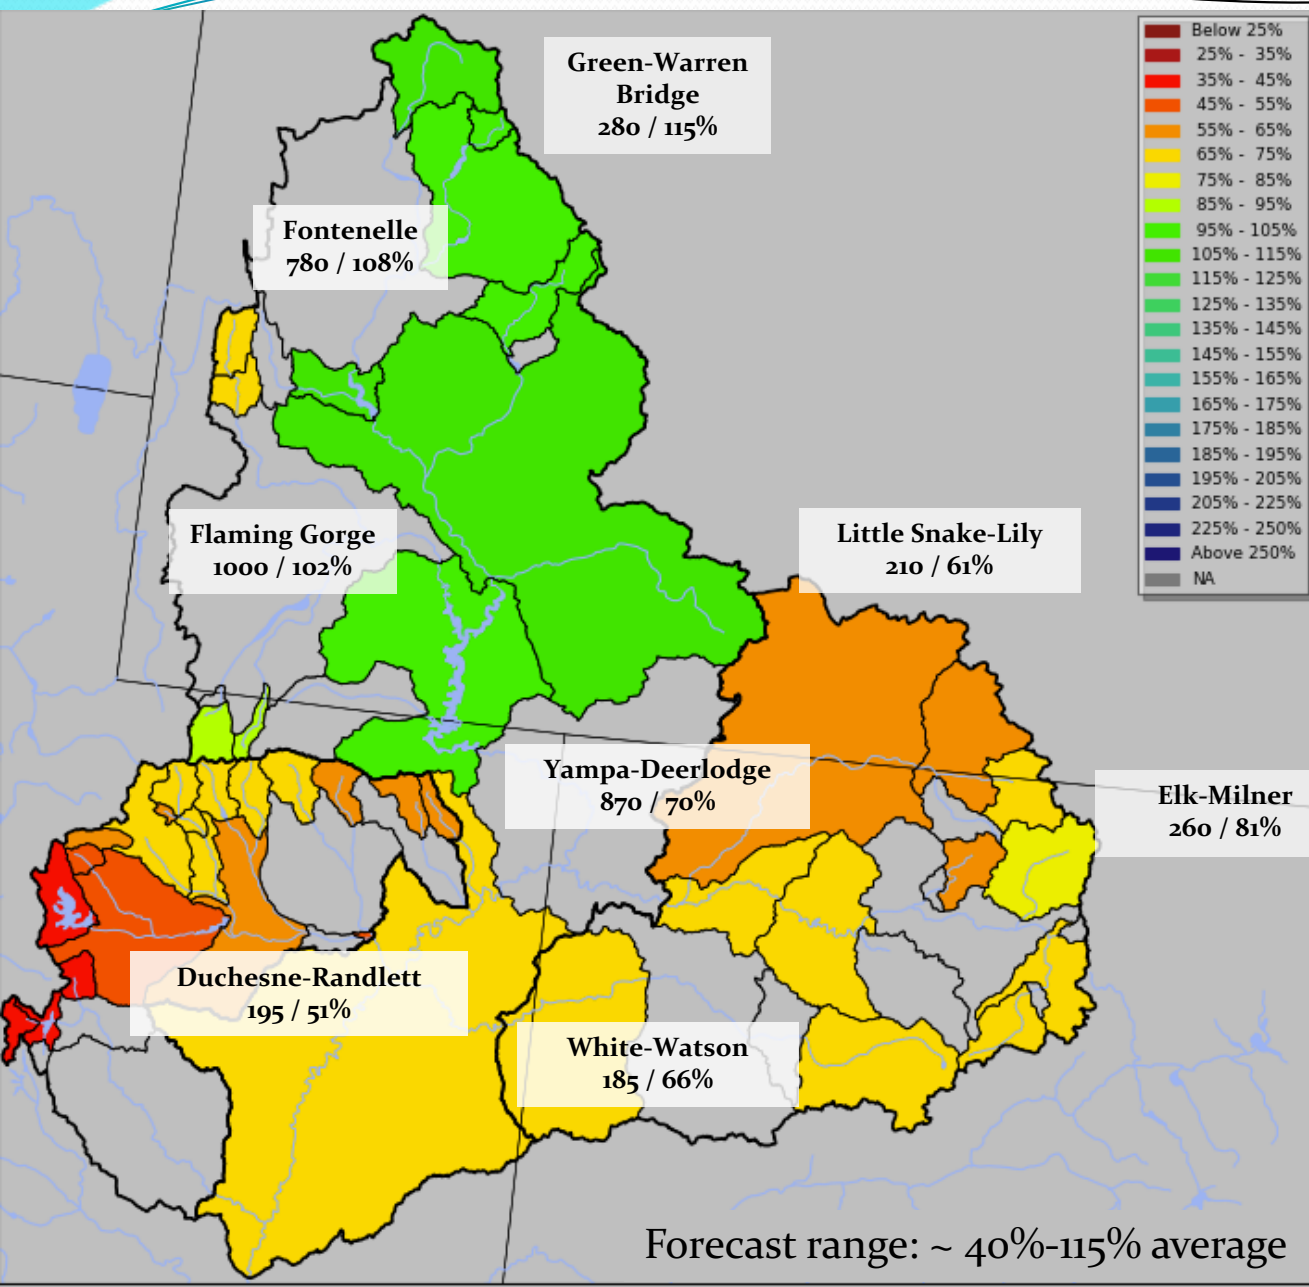 Green-Warren
Bridge
280 / 115%
Fontenelle
780 / 108%
Flaming Gorge
1000 / 102%
Little Snake-Lily
210 / 61%
Yampa-Deerlodge
870 / 70%
Elk-Milner
260 / 81%
Duchesne-Randlett
195 / 51%
White-Watson
185 / 66%
Below 25%
25% - 35%
35% - 45%
45% - 55%
55% - 65%
65% - 75%
75% - 85%
85% - 95%
95% - 105%
105% - 115%
115% - 125%
125% - 135%
135% - 145%
145% - 155%
155% - 165%
165% - 175%
175% - 185%
185% - 195%
195% - 205%
205% - 225%
225% - 250%
Above 250%
NA
Forecast range: ~ 40%-115% average